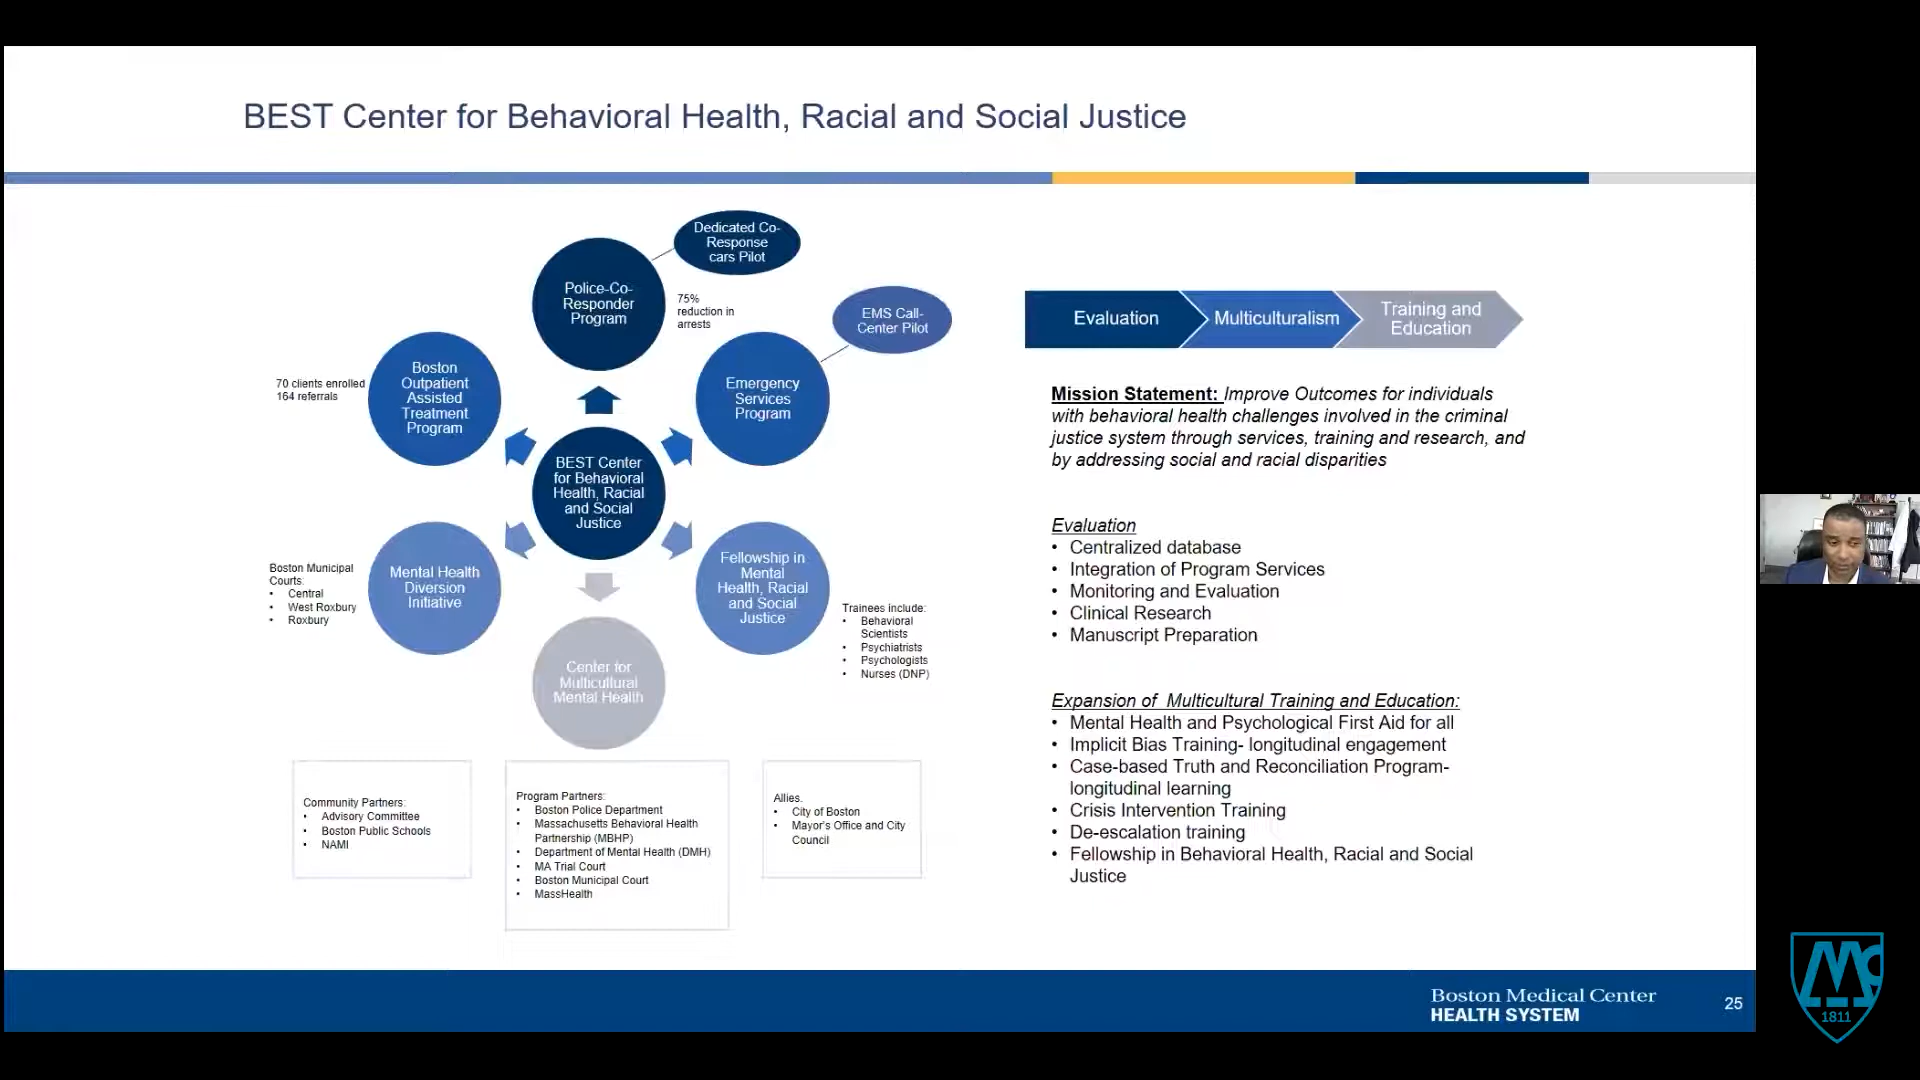 BEST Center for Behavioral Health, Racial and Social Justice
Dedicated Co-
Response
cars Pilot
Police-Co-
Responder
Program
75%
reduction in
arrests
EMS Call-
Center Pilot
Boston
Outpatient
Assisted
Treatment
Program
70 clients enrolled
164 referrals
Emergency
Services
Program
BEST Center
for Behavioral
Health, Racial
and Social
Justice
Boston Municipal
Courts:
• Central
• West Roxbury
• Roxbury
Mental Health
Diversion
Initiative
Fellowship in
Mental
Health, Racial
and Social
Justice
Trainees include:
• Behavioral
Scientists
• Psychiatrists
• Psychologists
• Nurses (DNP)
Center for
Multicultural
Mental Health
Community Partners:
• Advisory Committee
• Boston Public Schools
• NAMI
Program Partners:
• Boston Police Department
• Massachusetts Behavioral Health
Partnership (MBHP)
• Department of Mental Health (DMH)
• MA Trial Court
• Boston Municipal Court
• MassHealth
Allies.
• City of Boston
• Mayor's Office and City
Council
Evaluation
Multiculturalism
Training and
Education
Mission Statement: Improve Outcomes for individuals
with behavioral health challenges involved in the criminal
justice system through services, training and research, and
by addressing social and racial disparities
Evaluation
• Centralized database
• Integration of Program Services
• Monitoring and Evaluation
• Clinical Research
• Manuscript Preparation
Expansion of Multicultural Training and Education:
• Mental Health and Psychological First Aid for all
• Implicit Bias Training- longitudinal engagement
• Case-based Truth and Reconciliation Program-
longitudinal learning
• Crisis Intervention Training
• De-escalation training
• Fellowship in Behavioral Health, Racial and Social
Justice
Boston Medical Center
HEALTH SYSTEM
25
1811